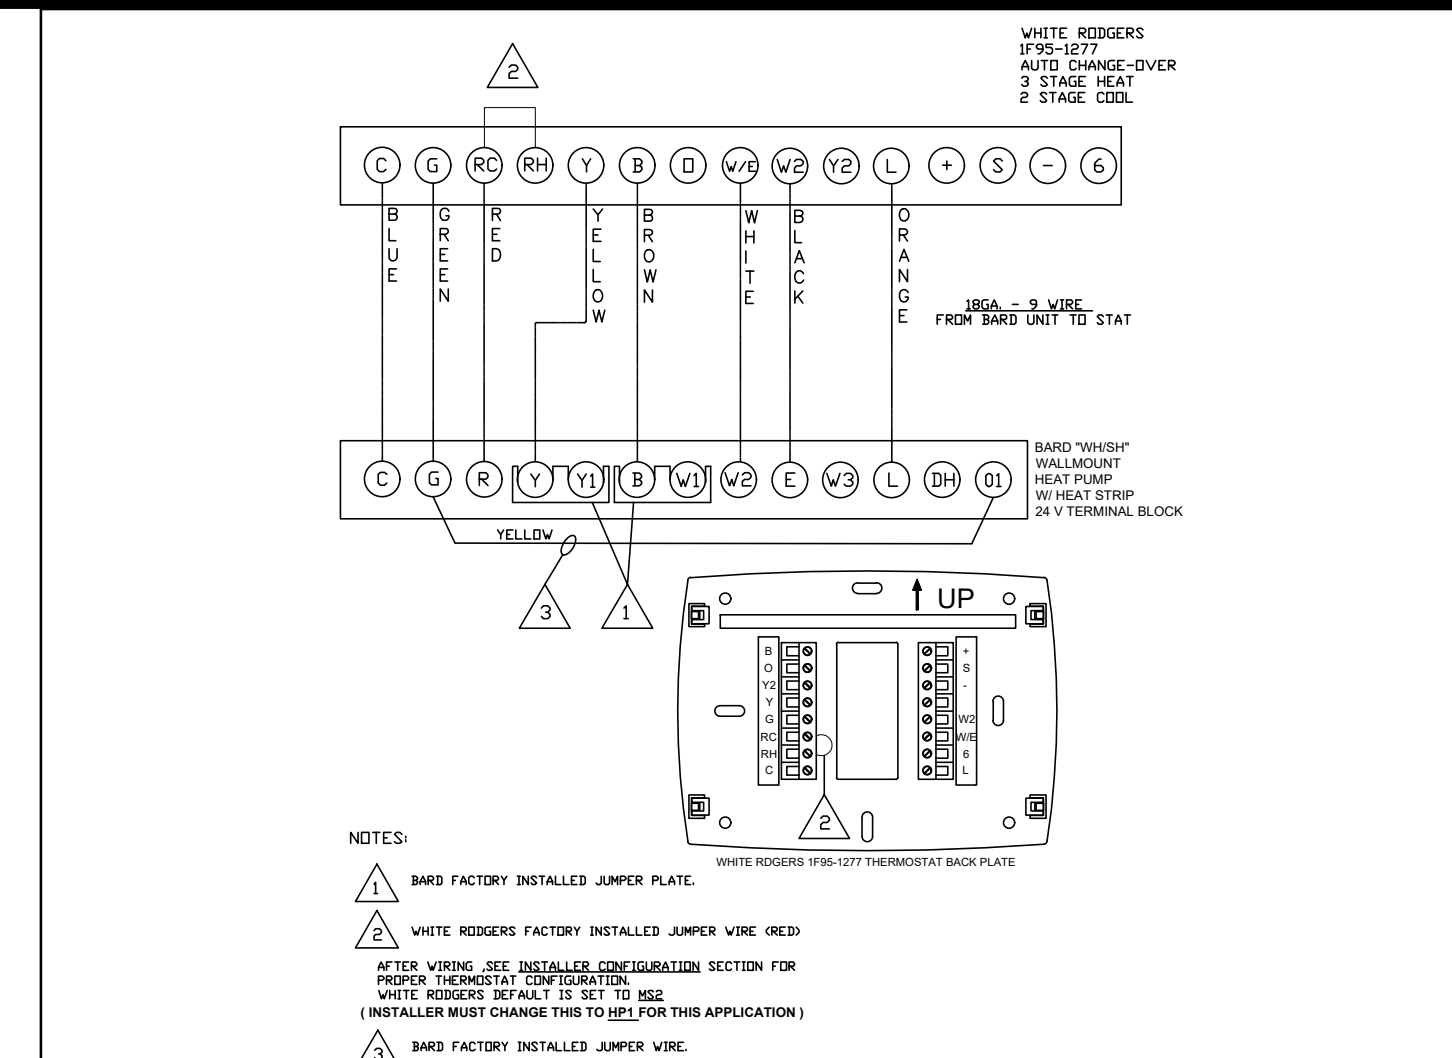 WHITE RODGERS
1F95-1277
AUTO CHANGE-OVER
3 STAGE HEAT
2 STAGE COOL
2
C G RC RH Y B O W/E W2 Y2 L + S - 6
BLUE
GREEN
RED
YELLOW
BROWN
WHITE
BLACK
ORANGE
18GA. - 9 WIRE
FROM BARD UNIT TO STAT
C G R Y Y1 B W1 W2 E W3 L DH 01
BARD "WH/SH"
WALLMOUNT
HEAT PUMP
W/ HEAT STRIP
24 V TERMINAL BLOCK
YELLOW
3
1
UP
B
O
Y2
Y
G
RC
RH
C
+
S
-
W2
W/E
6
L
2
WHITE RDGERS 1F95-1277 THERMOSTAT BACK PLATE
NOTES:
1 BARD FACTORY INSTALLED JUMPER PLATE.
2 WHITE RODGERS FACTORY INSTALLED JUMPER WIRE (RED)
AFTER WIRING ,SEE INSTALLER CONFIGURATION SECTION FOR
PROPER THERMOSTAT CONFIGURATION.
WHITE RODGERS DEFAULT IS SET TO MS2
( INSTALLER MUST CHANGE THIS TO HP1 FOR THIS APPLICATION )
3 BARD FACTORY INSTALLED JUMPER WIRE.